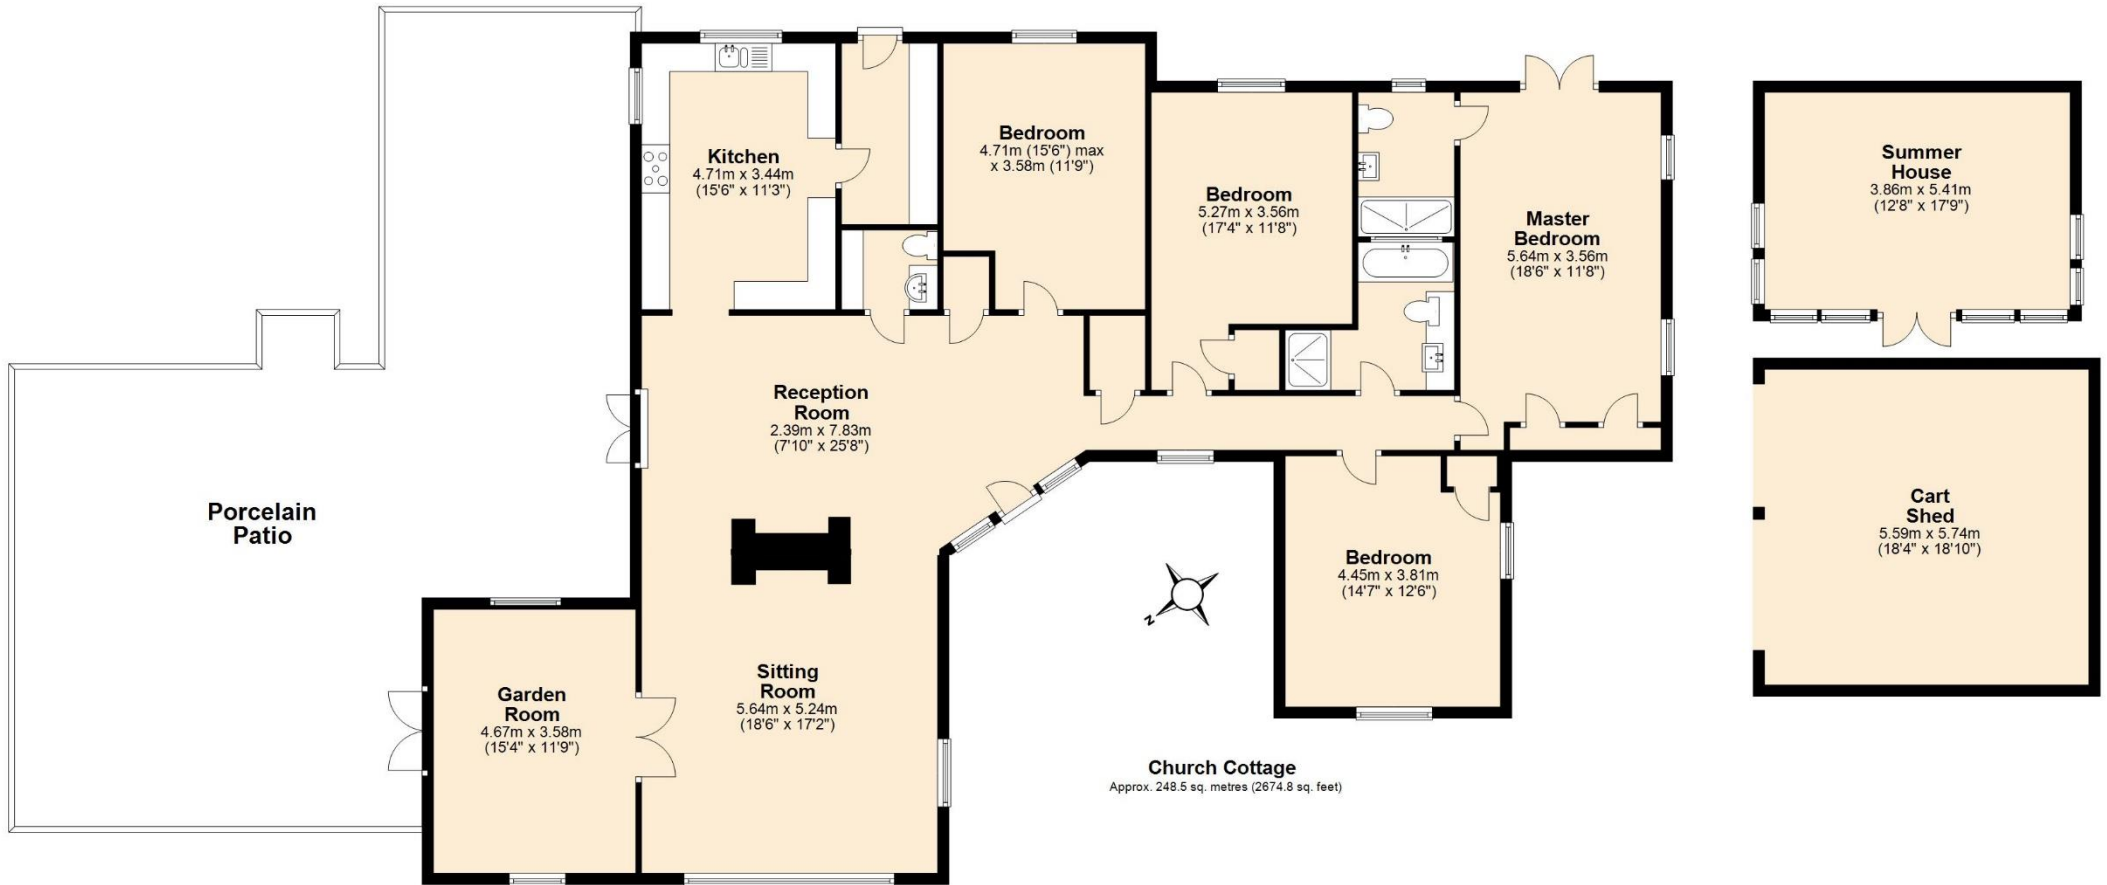 Kitchen
4.71m x 3.44m
(15'6" x 11'3")
Bedroom
4.71m (15'6") max
x 3.58m (11'9")
Bedroom
5.27m x 3.56m
(17'4" x 11'8")
Master
Bedroom
5.64m x 3.56m
(18'6" x 11'8")
Summer
House
3.86m x 5.41m
(12'8" x 17'9")
Reception
Room
2.39m x 7.83m
(7'10" x 25'8")
Porcelain
Patio
Cart
Shed
5.59m x 5.74m
(18'4" x 18'10")
Bedroom
4.45m x 3.81m
(14'7" x 12'6")
N
Garden
Room
4.67m x 3.58m
(15'4" x 11'9")
Sitting
Room
5.64m x 5.24m
(18'6" x 17'2")
Church Cottage
Approx. 248.5 sq. metres (2674.8 sq. feet)